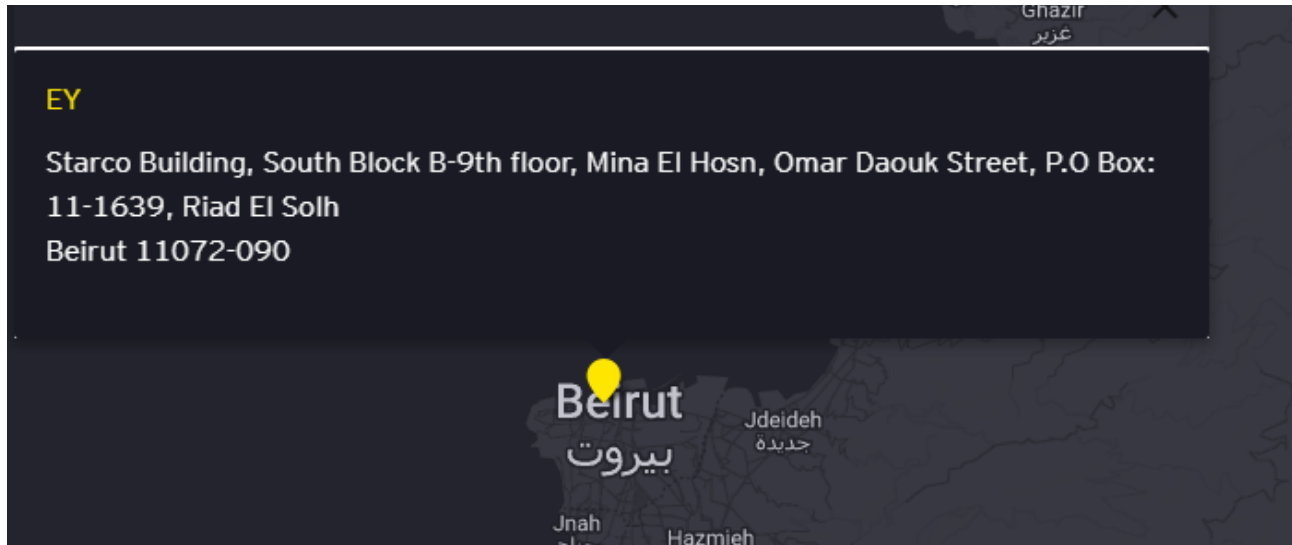 Ghazir
غزير
EY
Starco Building, South Block B-9th floor, Mina El Hosn, Omar Daouk Street, P.O Box:
11-1639, Riad El Solh
Beirut 11072-090
Beirut
بيروت
Jdeideh
جديدة
Jnah
Hazmieh